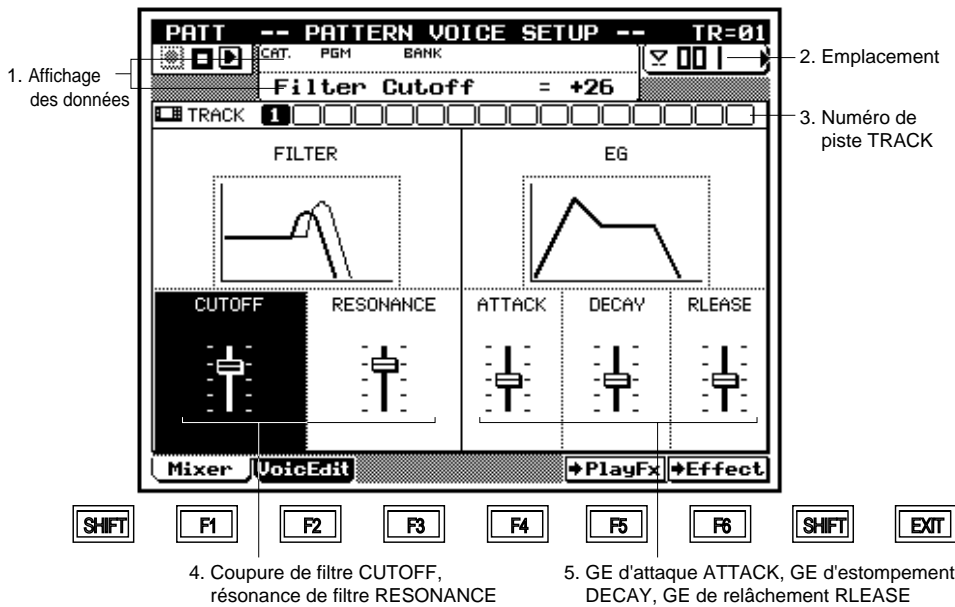 PATT -- PATTERN VOICE SETUP -- TR=01
CAT. PGM BANK
Filter Cutoff = +26
1. Affichage
des données
2. Emplacement
TRACK 1
3. Numéro de
piste TRACK
FILTER EG
CUTOFF RESONANCE ATTACK DECAY RLEASE
Mixer VoicEdit →PlayFx →Effect
SHIFT F1 F2 F3 F4 F5 F6 SHIFT EXIT
4. Coupure de filtre CUTOFF,
résonance de filtre RESONANCE
5. GE d'attaque ATTACK, GE d'estompement
DECAY, GE de relâchement RLEASE